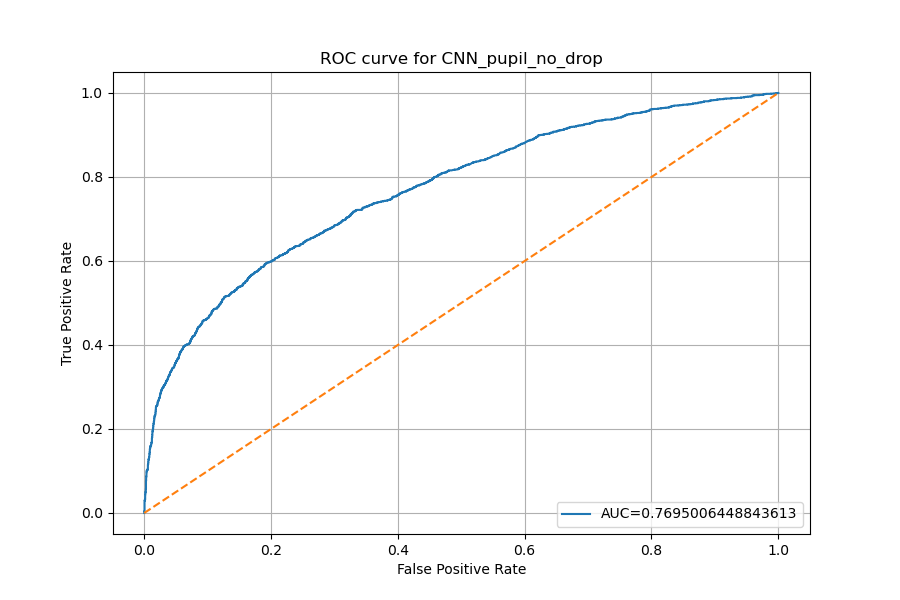 ROC curve for CNN_pupil_no_drop
1.0
0.8
0.6
0.4
0.2
0.0
True Positive Rate
AUC=0.7695006448843613
0.0 0.2 0.4 0.6 0.8 1.0
False Positive Rate